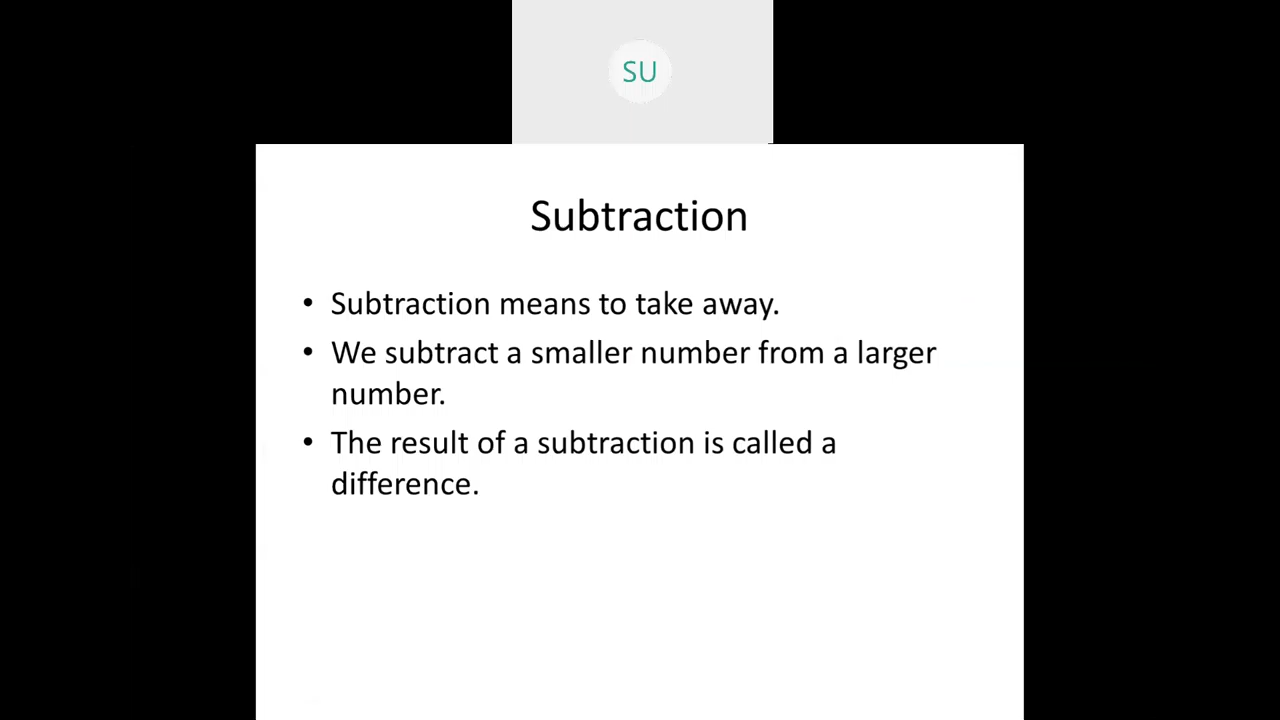 SU
Subtraction
• Subtraction means to take away.
• We subtract a smaller number from a larger
number.
• The result of a subtraction is called a
difference.